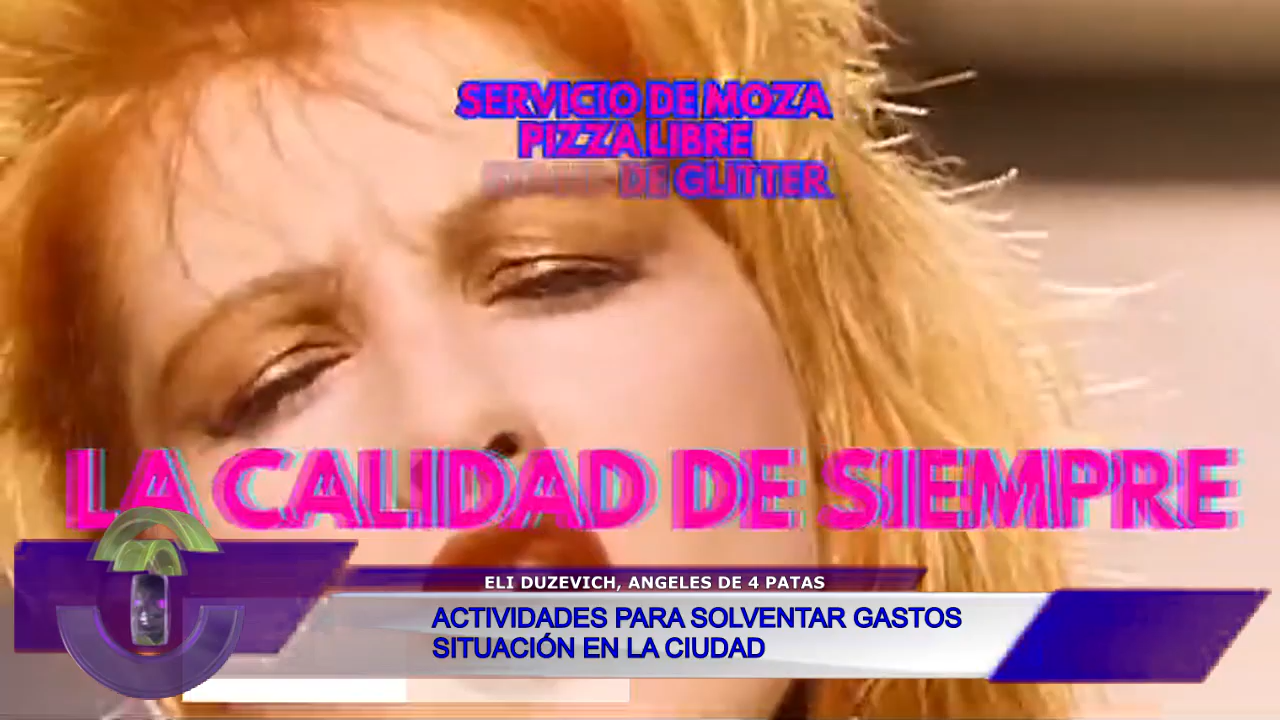 SERVICIO DE MOZA
PIZZA LIBRE
DE GLITTER
LA CALIDAD DE SIEMPRE
ELI DUZEVICH, ANGELES DE 4 PATAS
ACTIVIDADES PARA SOLVENTAR GASTOS
SITUACIÓN EN LA CIUDAD